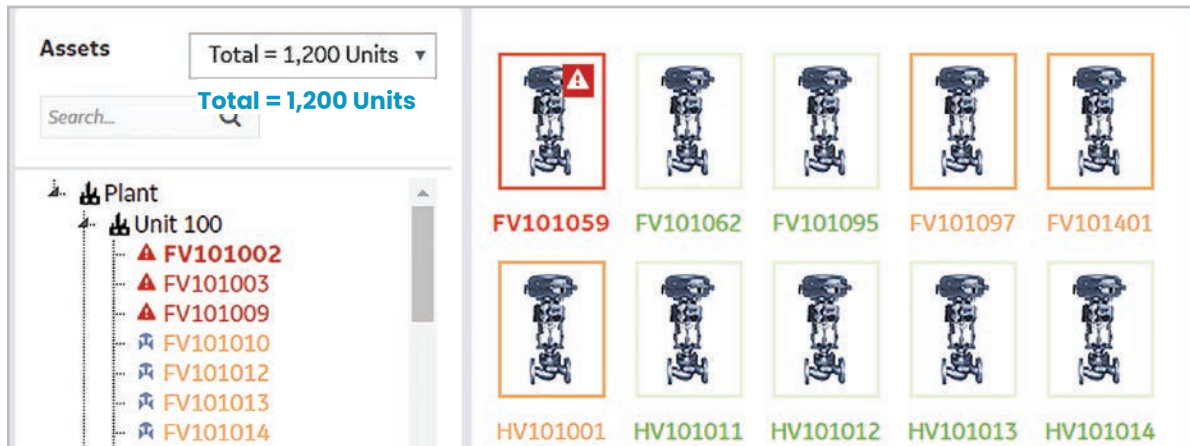 Assets
Total = 1,200 Units
Total = 1,200 Units
Search...
Plant
Unit 100
FV101002
FV101003
FV101009
FV101010
FV101012
FV101013
FV101014
FV101059 FV101062 FV101095 FV101097 FV101401
HV101001 HV101011 HV101012 HV101013 HV101014